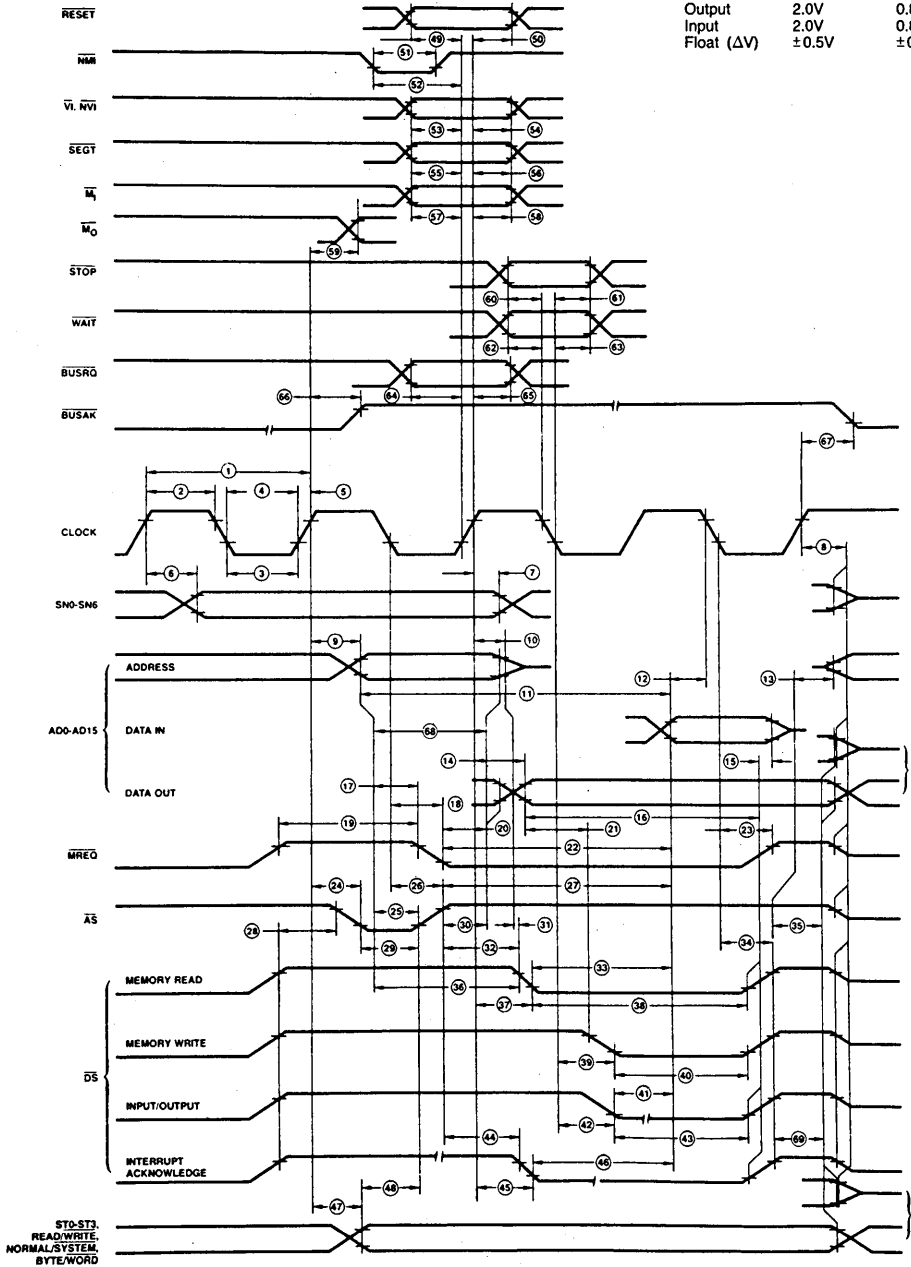 Output 2.0V 0.
Input 2.0V 0.
Float (ΔV) ±0.5V ±0
RESET
49 50
NMI
51
52
VI, NVI
53 54
SEGT
55 56
MI
57 58
MO
59
STOP
60 61
WAIT
62 63
BUSRQ
64 65
BUSAK
66
67
1
2 4 5
CLOCK
3 8
6 7
SN0-SN6
9 10
ADDRESS
11 12 13
AD0-AD15 DATA IN
68
14 15
DATA OUT
17 18 16
19 20 21 23
MREQ
22
24 26 27
AS
25 30 31
28 29 32 34 35
MEMORY READ
33
36 37 38
MEMORY WRITE
39
40
DS
INPUT/OUTPUT
41
42 43
44 69
INTERRUPT
ACKNOWLEDGE
46
45
47 48
ST0-ST3,
READ/WRITE,
NORMAL/SYSTEM,
BYTE/WORD